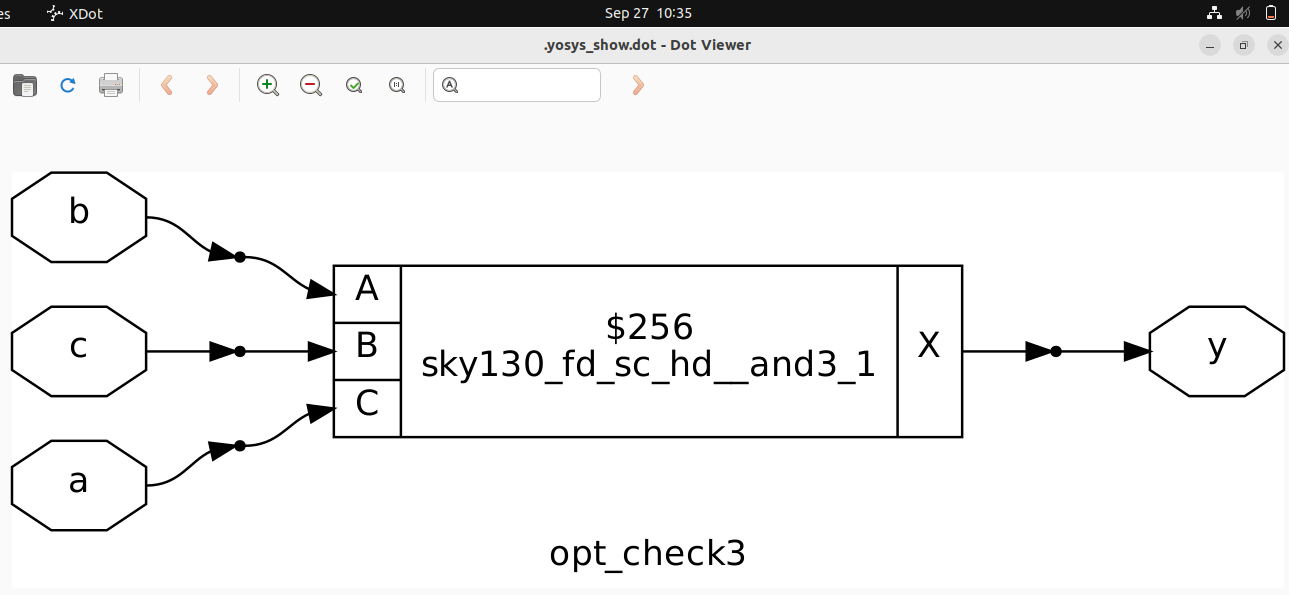 es XDot Sep 27 10:35
.yosys_show.dot - Dot Viewer
b
c
a
A
B
C
$256
sky130_fd_sc_hd__and3_1
X
y
opt_check3